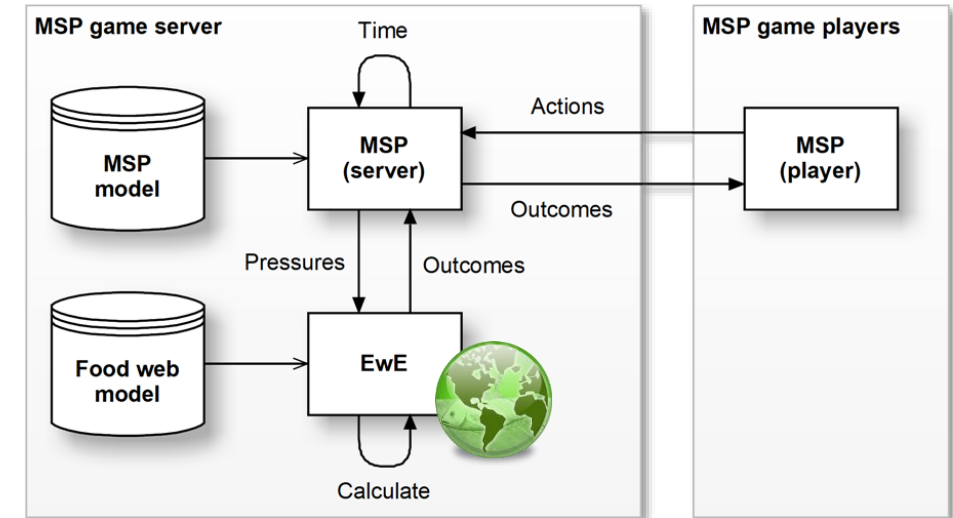 MSP game server
MSP game players
Time
Actions
MSP
model
MSP
(server)
MSP
(player)
Outcomes
Pressures
Outcomes
Food web
model
EwE
Calculate